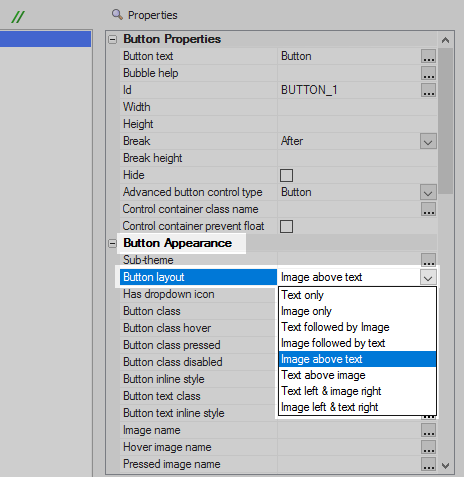 //
Properties
Button Properties
Button text Button ...
Bubble help ...
Id BUTTON_1 ...
Width
Height
Break After
Break height
Hide
Advanced button control type Button
Control container class name ...
Control container prevent float
Button Appearance
Sub-theme ...
Button layout Image above text
Has dropdown icon
Text only
Button class
Image only
Button class hover
Text followed by Image
Button class pressed
Image followed by text
Button class disabled
Image above text
Button inline style
Text above image
Button text class
Text left & image right
Button text inline style ...
Image left & text right
Image name ...
Hover image name ...
Pressed image name ...